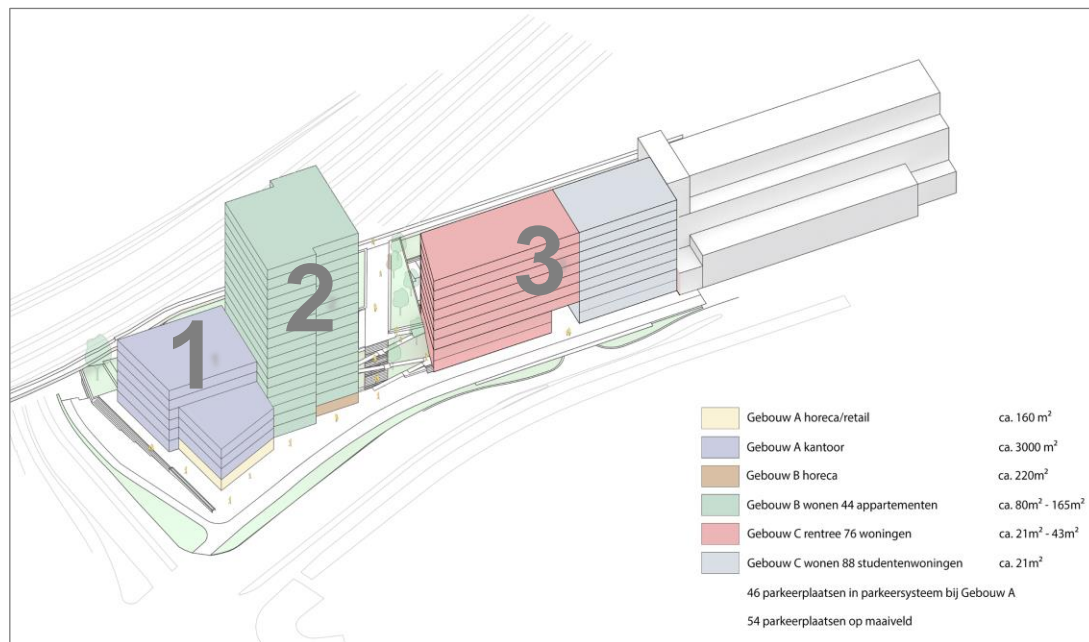 1
2
3
Gebouw A horeca/retail ca. 160 m²
Gebouw A kantoor ca. 3000 m²
Gebouw B horeca ca. 220m²
Gebouw B wonen 44 appartementen ca. 80m² - 165m²
Gebouw C rentree 76 woningen ca. 21m² - 43m²
Gebouw C wonen 88 studentenwoningen ca. 21m²
46 parkeerplaatsen in parkeersysteem bij Gebouw A
54 parkeerplaatsen op maaiveld